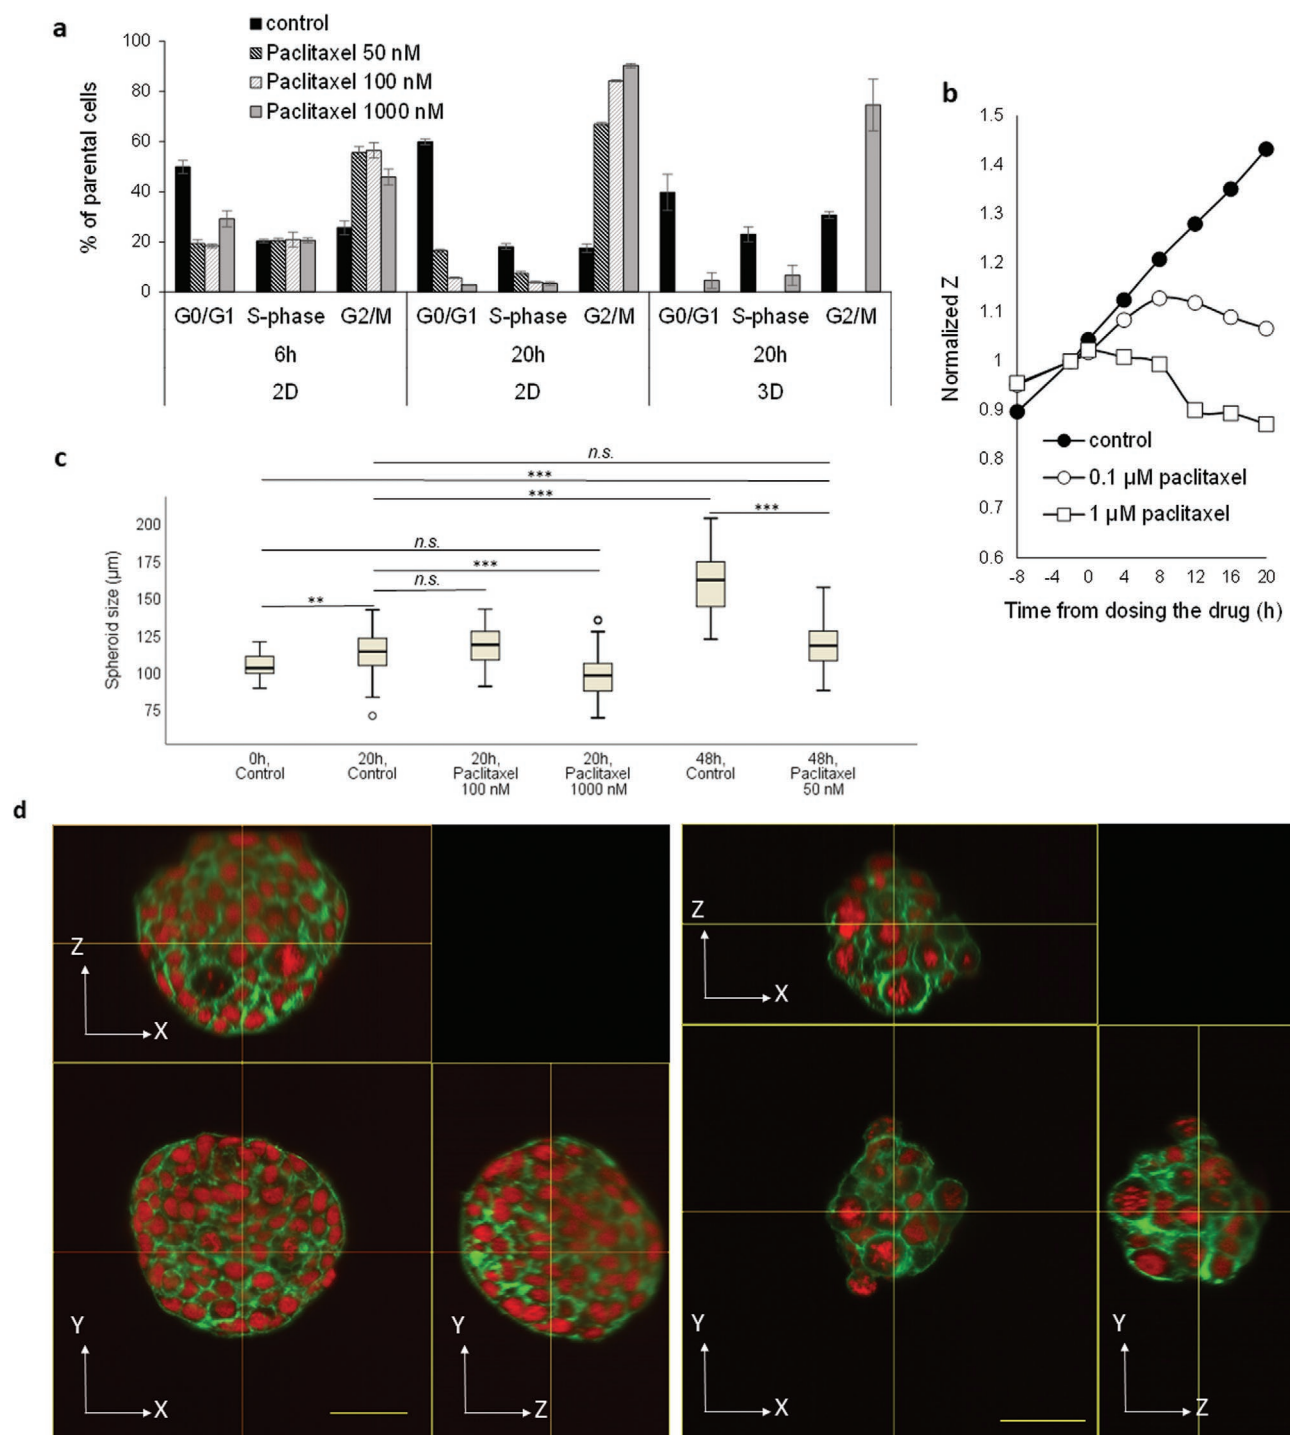 a
control
Paclitaxel 50 nM
Paclitaxel 100 nM
Paclitaxel 1000 nM
% of parental cells
100
80
60
40
20
0
G0/G1 S-phase G2/M G0/G1 S-phase G2/M G0/G1 S-phase G2/M
6h 20h 20h
2D 2D 3D
b
Normalized Z
1.5
1.4
1.3
1.2
1.1
1
0.9
0.8
0.7
0.6
control
0.1 µM paclitaxel
1 µM paclitaxel
-8 -4 0 4 8 12 16 20
Time from dosing the drug (h)
c
n.s.
***
***
***
n.s.
***
n.s.
**
Spheroid size (µm)
200
175
150
125
100
75
0h, Control
20h, Control
20h, Paclitaxel 100 nM
20h, Paclitaxel 1000 nM
48h, Control
48h, Paclitaxel 50 nM
d
Z
X
Y
X
Y
Z
Z
X
Y
X
Y
Z